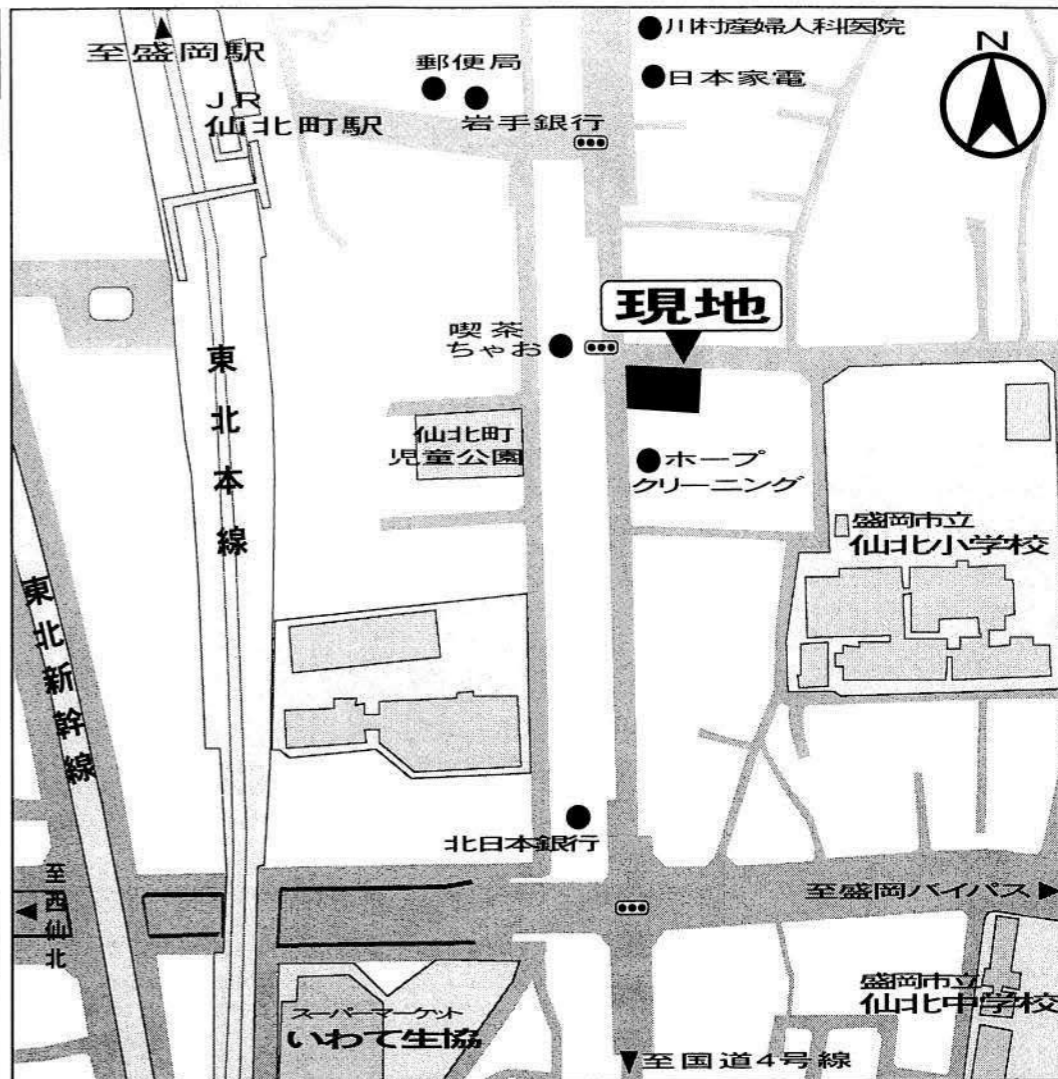 川村産婦人科医院
至盛岡駅
郵便局
日本家電
N
JR
仙北町駅
岩手銀行
現地
喫茶
ちゃお
東北本線
仙北町
児童公園
ホープ
クリーニング
盛岡市立
仙北小学校
東北新幹線
北日本銀行
至西仙北
至盛岡バイパス
盛岡市立
仙北中学校
スーパーマーケット
いわて生協
至国道4号線